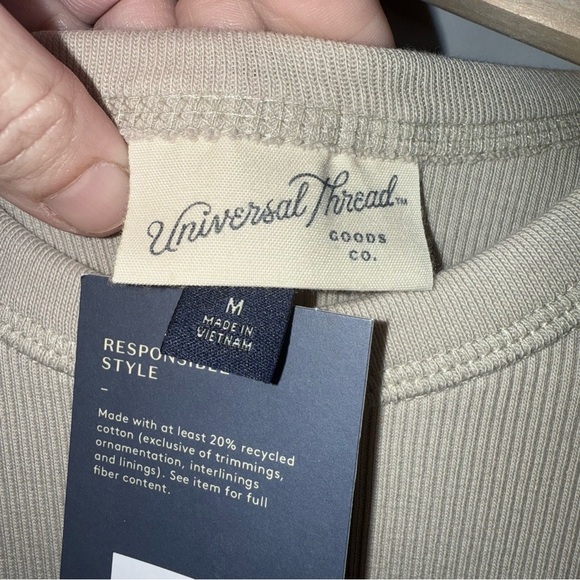 Universal Thread™
GOODS
CO.
M
MADE IN
VIETNAM
RESPONSIBLE
STYLE
–
Made with at least 20% recycled
cotton (exclusive of trimmings,
ornamentation, interlinings
and linings). See item for full
fiber content.